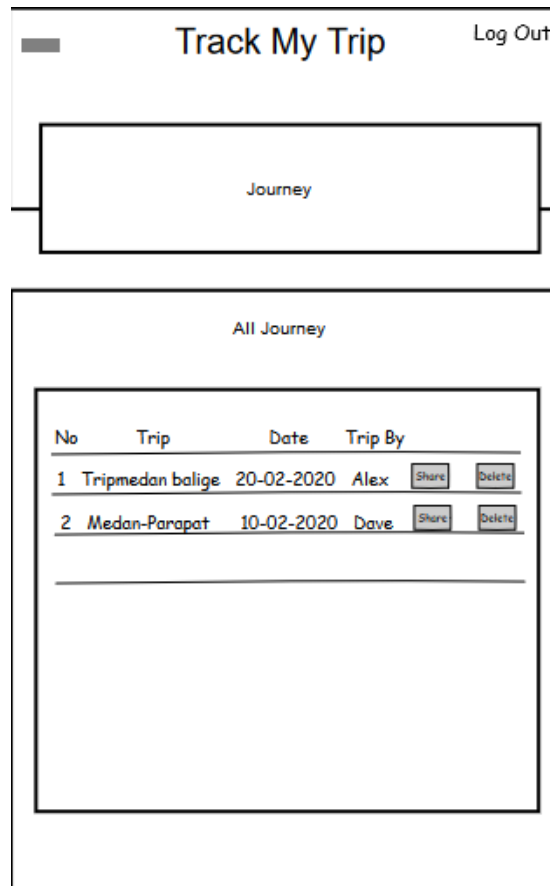 Track My Trip Log Out
Journey
All Journey
No Trip Date Trip By
1 Tripmedan balige 20-02-2020 Alex Share Delete
2 Medan-Parapat 10-02-2020 Dave Share Delete